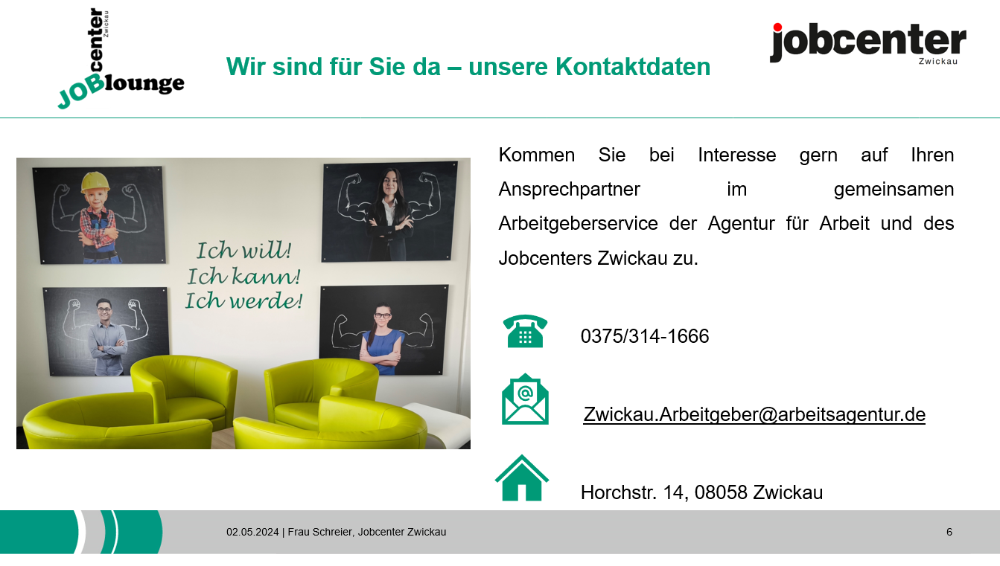 center
Zwickau
JOBlounge
Wir sind für Sie da – unsere Kontaktdaten
jobcenter
Zwickau
Kommen Sie bei Interesse gern auf Ihren
Ansprechpartner im gemeinsamen
Arbeitgeberservice der Agentur für Arbeit und des
Jobcenters Zwickau zu.
Ich will!
Ich kann!
Ich werde!
0375/314-1666
@
Zwickau.Arbeitgeber@arbeitsagentur.de
Horchstr. 14, 08058 Zwickau
02.05.2024 | Frau Schreier, Jobcenter Zwickau
6